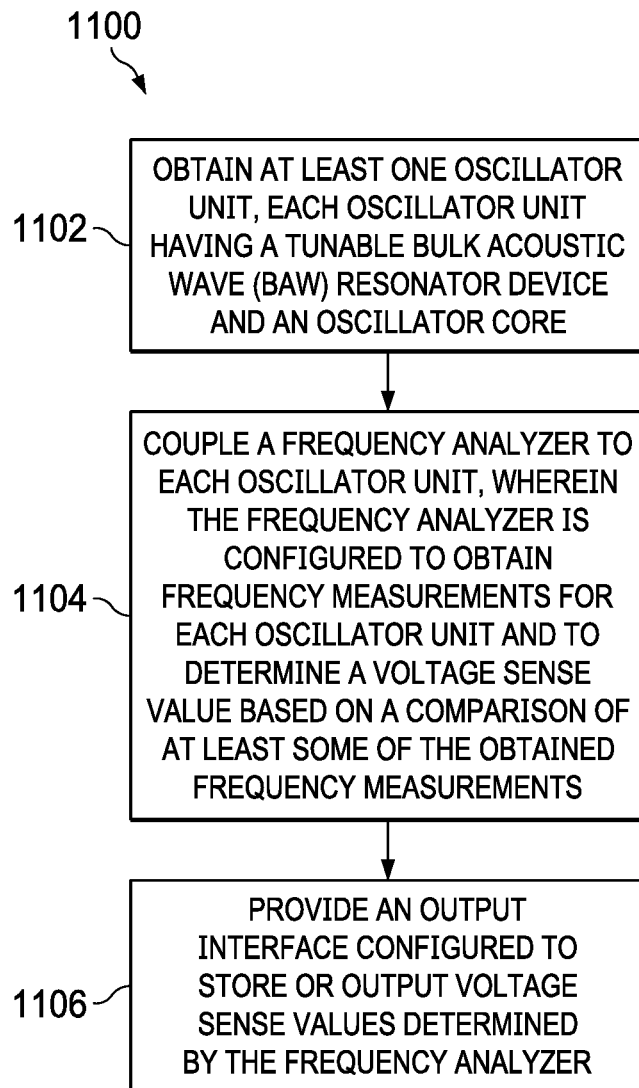 1100
1102
OBTAIN AT LEAST ONE OSCILLATOR
UNIT, EACH OSCILLATOR UNIT
HAVING A TUNABLE BULK ACOUSTIC
WAVE (BAW) RESONATOR DEVICE
AND AN OSCILLATOR CORE
1104
COUPLE A FREQUENCY ANALYZER TO
EACH OSCILLATOR UNIT, WHEREIN
THE FREQUENCY ANALYZER IS
CONFIGURED TO OBTAIN
FREQUENCY MEASUREMENTS FOR
EACH OSCILLATOR UNIT AND TO
DETERMINE A VOLTAGE SENSE
VALUE BASED ON A COMPARISON OF
AT LEAST SOME OF THE OBTAINED
FREQUENCY MEASUREMENTS
1106
PROVIDE AN OUTPUT
INTERFACE CONFIGURED TO
STORE OR OUTPUT VOLTAGE
SENSE VALUES DETERMINED
BY THE FREQUENCY ANALYZER